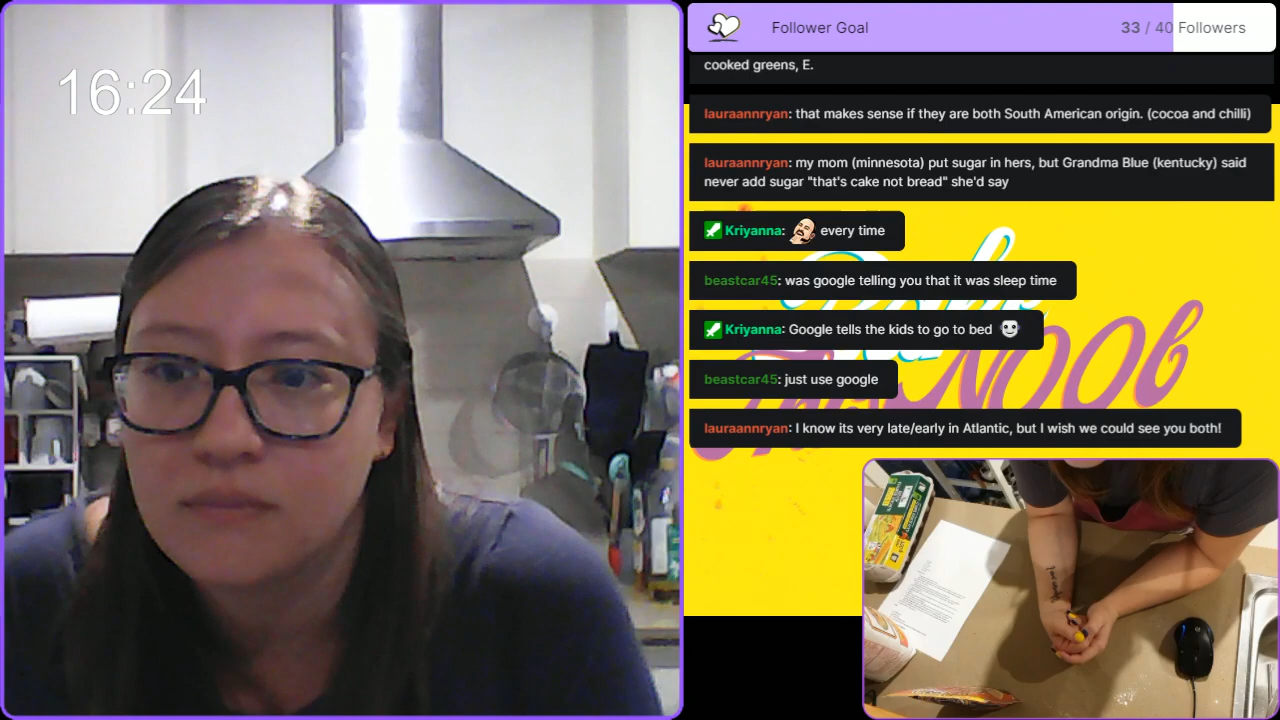 16:24
Follower Goal
33 / 40 Followers
cooked greens, E.
lauraannryan: that makes sense if they are both South American origin. (cocoa and chilli)
lauraannryan: my mom (minnesota) put sugar in hers, but Grandma Blue (kentucky) said
never add sugar "that's cake not bread" she'd say
Kriyanna: every time
beastcar45: was google telling you that it was sleep time
Kriyanna: Google tells the kids to go to bed
beastcar45: just use google
NOOb
lauraannryan: I know its very late/early in Atlantic, but I wish we could see you both!